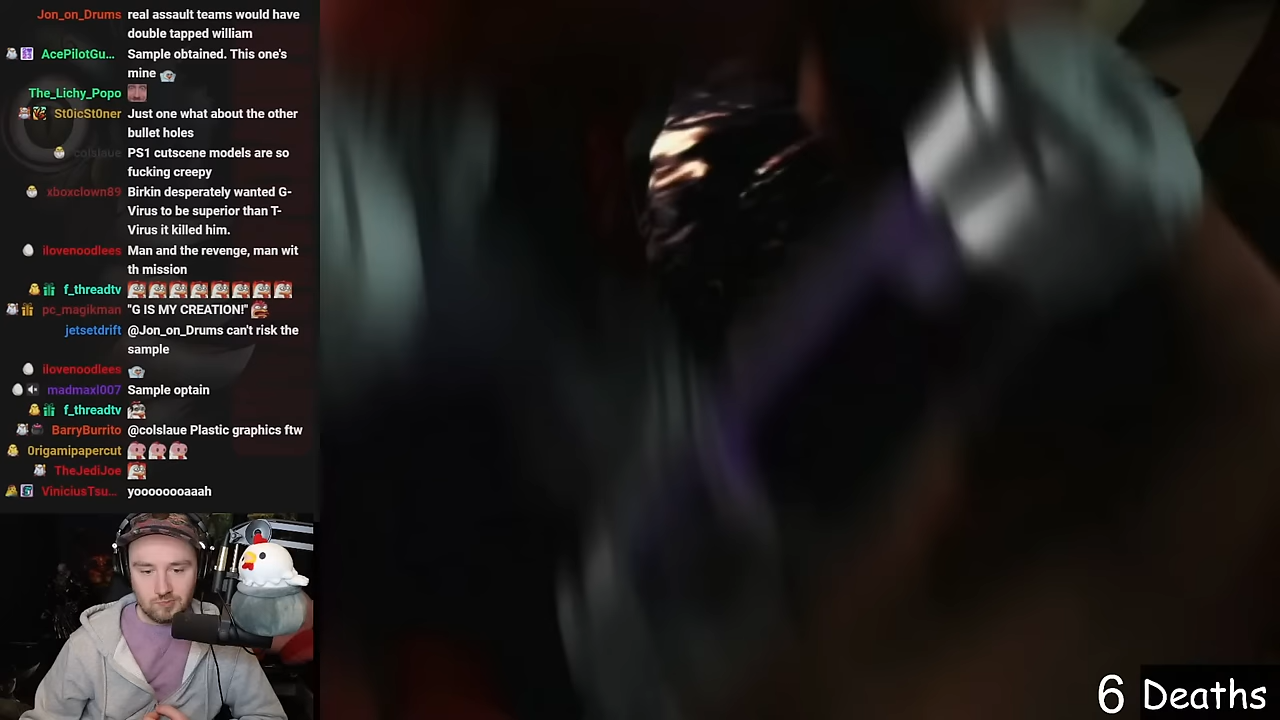 Jon_on_Drums real assault teams would have
double tapped william
AcePilotGu... Sample obtained. This one's
mine
The_Lichy_Popo
St0icSt0ner Just one what about the other
bullet holes
colslaue PS1 cutscene models are so
fucking creepy
xboxclown89 Birkin desperately wanted G-
Virus to be superior than T-
Virus it killed him.
ilovenoodlees Man and the revenge, man wit
th mission
f_threadtv
pc_magikman "G IS MY CREATION!"
jetsetdrift @Jon_on_Drums can't risk the
sample
ilovenoodlees
madmaxl007 Sample optain
f_threadtv
BarryBurrito @colslaue Plastic graphics ftw
0rigamipapercut
TheJediJoe
ViniciusTsu... yoooooooaaah
6 Deaths